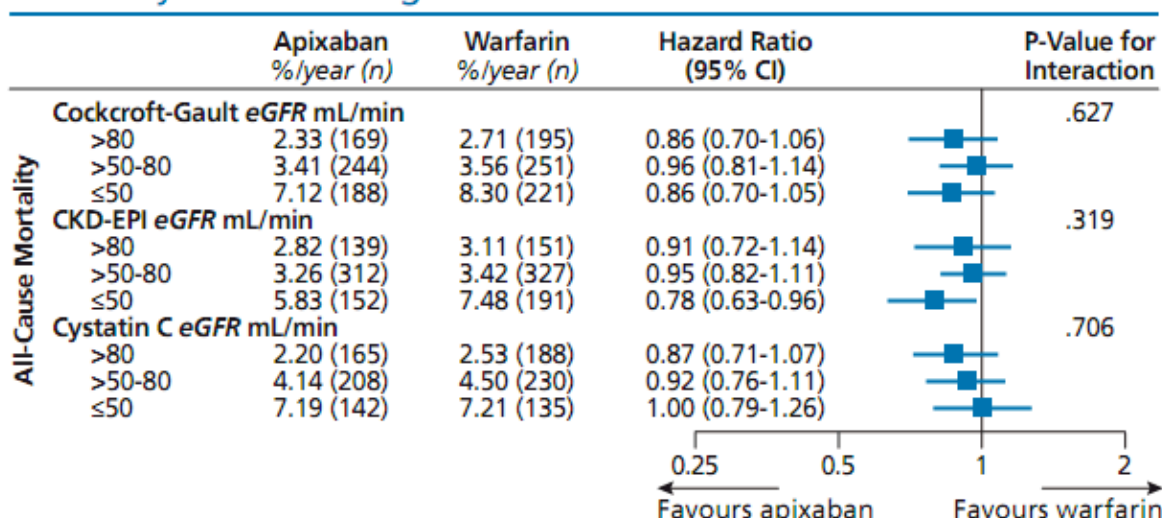 Apixaban Warfarin Hazard Ratio P-Value for
%/year (n) %/year (n) (95% CI) Interaction
All-Cause Mortality
Cockcroft-Gault eGFR mL/min .627
>80 2.33 (169) 2.71 (195) 0.86 (0.70-1.06)
>50-80 3.41 (244) 3.56 (251) 0.96 (0.81-1.14)
≤50 7.12 (188) 8.30 (221) 0.86 (0.70-1.05)
CKD-EPI eGFR mL/min .319
>80 2.82 (139) 3.11 (151) 0.91 (0.72-1.14)
>50-80 3.26 (312) 3.42 (327) 0.95 (0.82-1.11)
≤50 5.83 (152) 7.48 (191) 0.78 (0.63-0.96)
Cystatin C eGFR mL/min .706
>80 2.20 (165) 2.53 (188) 0.87 (0.71-1.07)
>50-80 4.14 (208) 4.50 (230) 0.92 (0.76-1.11)
≤50 7.19 (142) 7.21 (135) 1.00 (0.79-1.26)
0.25 0.5 1 2
Favours apixaban Favours warfarin